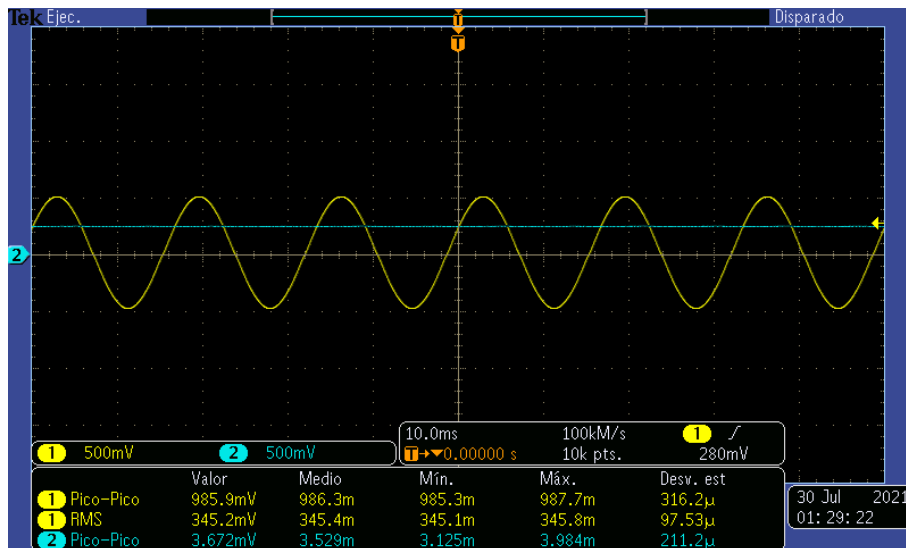 Tek Ejec. T Disparado
T
2
10.0ms 100kM/s 1
1 500mV 2 500mV T→▼0.00000 s 10k pts. 280mV
Valor Medio Mín. Máx. Desv. est
1 Pico-Pico 985.9mV 986.3m 985.3m 987.7m 316.2µ
1 RMS 345.2mV 345.4m 345.1m 345.8m 97.53µ
2 Pico-Pico 3.672mV 3.529m 3.125m 3.984m 211.2µ
30 Jul 2021
01:29:22